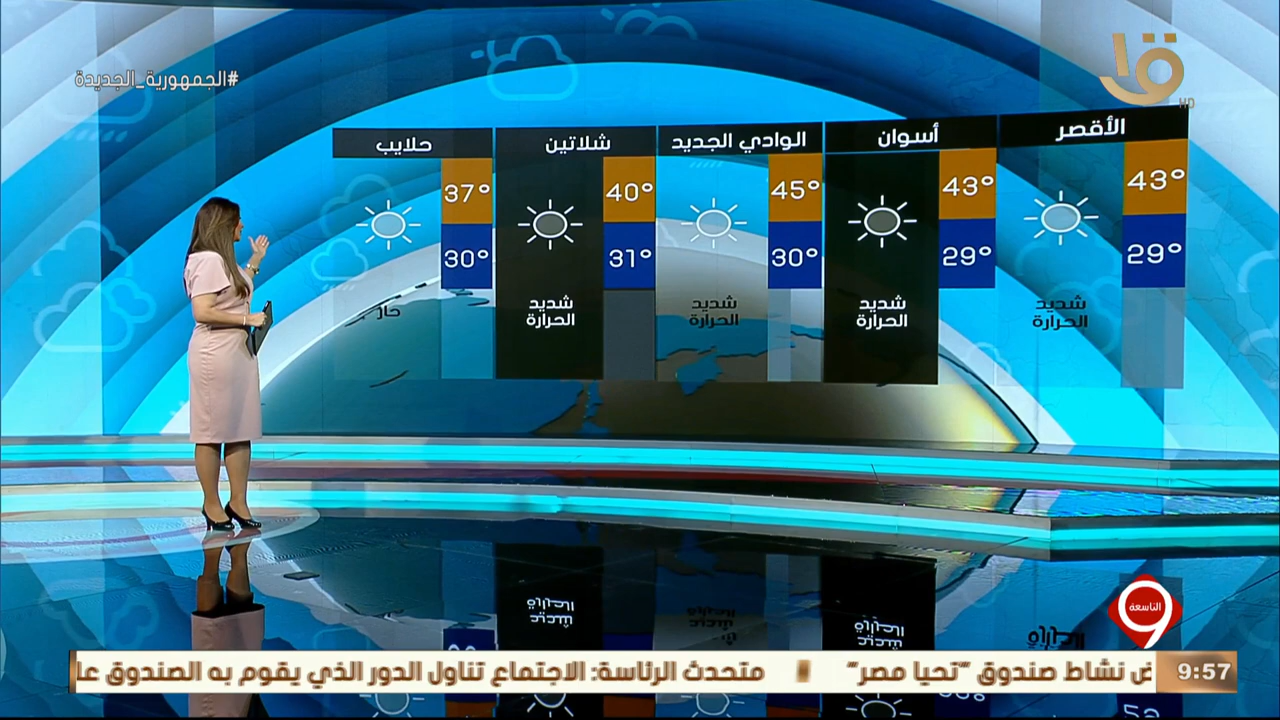 #الجمهورية_الجديدة
HD
الأقصر
43°
29°
شديد
الحرارة
أسوان
43°
29°
شديد
الحرارة
الوادي الجديد
45°
30°
شديد
الحرارة
شلاتين
40°
31°
شديد
الحرارة
حلايب
37°
30°
حار
التاسعة
9
9:57
ض نشاط صندوق "تحيا مصر" متحدث الرئاسة: الاجتماع تناول الدور الذي يقوم به الصندوق عا